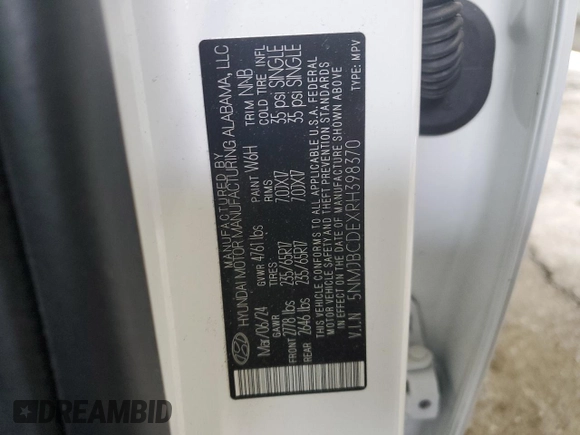 MANUFACTURED BY
HYUNDAI MOTOR MANUFACTURING ALABAMA, LLC
Mar/06/24 GVWR 4761 lbs PAINT W6H TRIM NNB
GAWR TIRES RIMS COLD TIRE INFL
FRONT 2778 lbs 235/65R17 7.0JX17 35 psi SINGLE
REAR 2646 lbs 235/65R17 7.0JX17 35 psi SINGLE
THIS VEHICLE CONFORMS TO ALL APPLICABLE U.S.A. FEDERAL
MOTOR VEHICLE SAFETY AND THEFT PREVENTION STANDARDS
IN EFFECT ON THE DATE OF MANUFACTURE SHOWN ABOVE
V.I.N 5NMJBCDEXRH398370 TYPE: MPV
DREAMBID